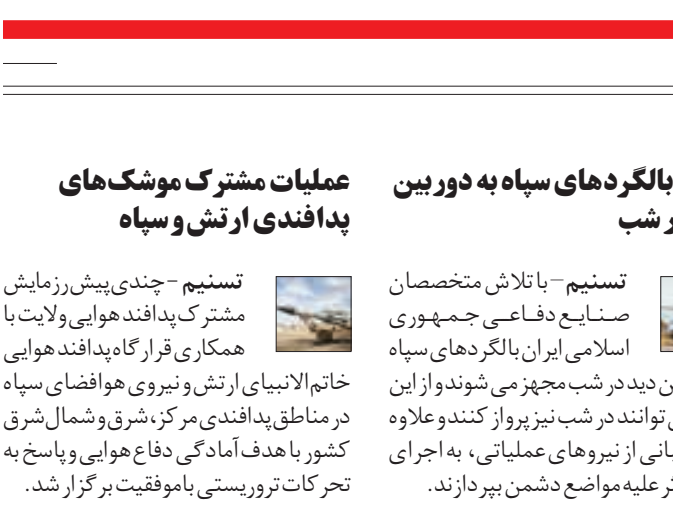 بالگردهای سپاه به دوربین
شب
تسنیم – با تلاش متخصصان
صنایع دفاعی جمهوری
اسلامی ایران بالگردهای سپاه
دید در شب مجهز می شوند و از این
توانند در شب نیز پرواز کنند و علاوه
از نیروهای عملیاتی، به اجرای
علیه مواضع دشمن بپردازند.
عملیات مشترک موشک‌های
پدافندی ارتش و سپاه
تسنیم - چندی پیش رزمایش
مشترک پدافند هوایی ولایت با
همکاری قرارگاه پدافند هوایی
خاتم الانبیای ارتش و نیروی هوافضای سپاه
در مناطق پدافندی مرکز، شرق و شمال شرق
کشور با هدف آمادگی دفاع هوایی و پاسخ به
تحرکات تروریستی باموفقیت برگزار شد.